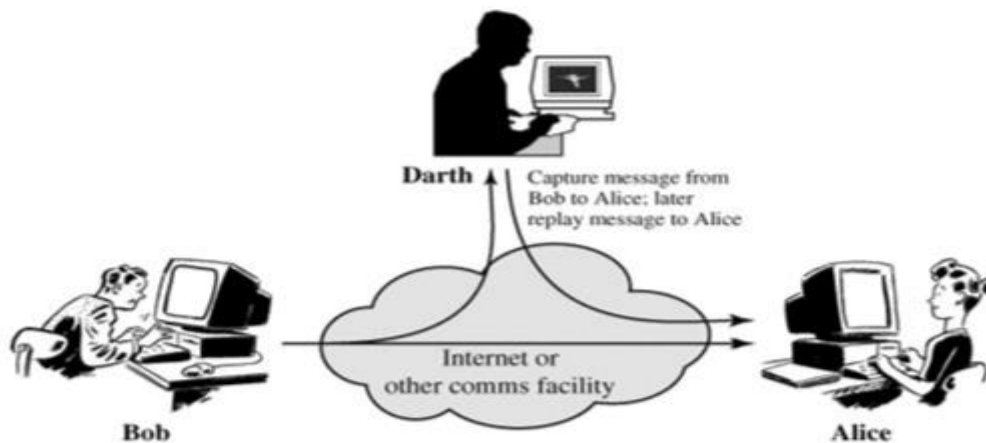 Darth
Capture message from
Bob to Alice; later
replay message to Alice
Internet or
other comms facility
Bob
Alice